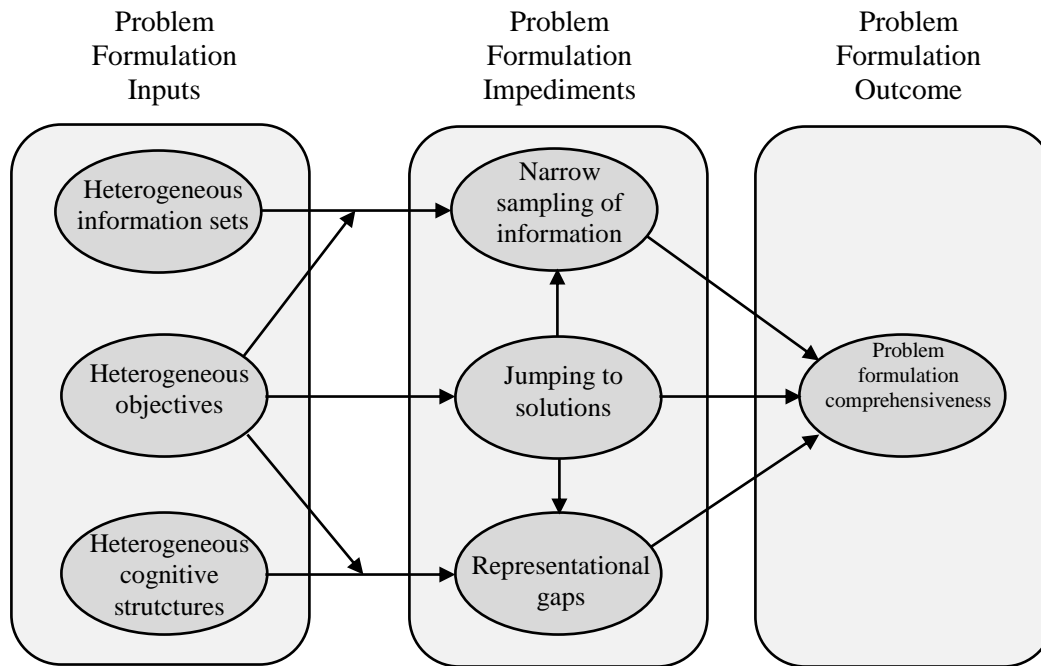 Problem
Formulation
Inputs
Problem
Formulation
Impediments
Problem
Formulation
Outcome
Heterogeneous
information sets
Narrow
sampling of
information
Heterogeneous
objectives
Jumping to
solutions
Problem
formulation
comprehensiveness
Heterogeneous
cognitive
strutctures
Representational
gaps